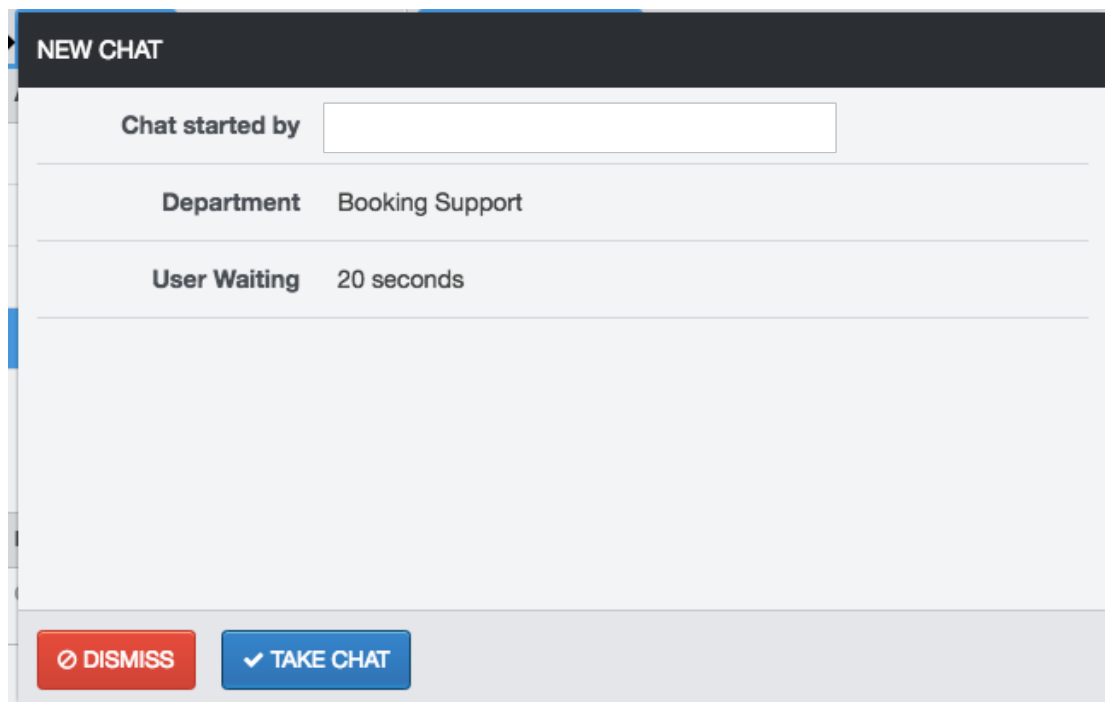 NEW CHAT
Chat started by
Department Booking Support
User Waiting 20 seconds
DISMISS TAKE CHAT